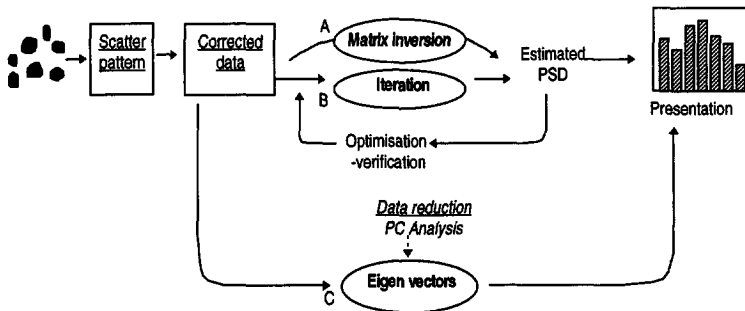 Scatter
pattern
Corrected
data
A
Matrix inversion
B
Iteration
Estimated
PSD
Presentation
Optimisation
-verification
Data reduction
PC Analysis
C
Eigen vectors